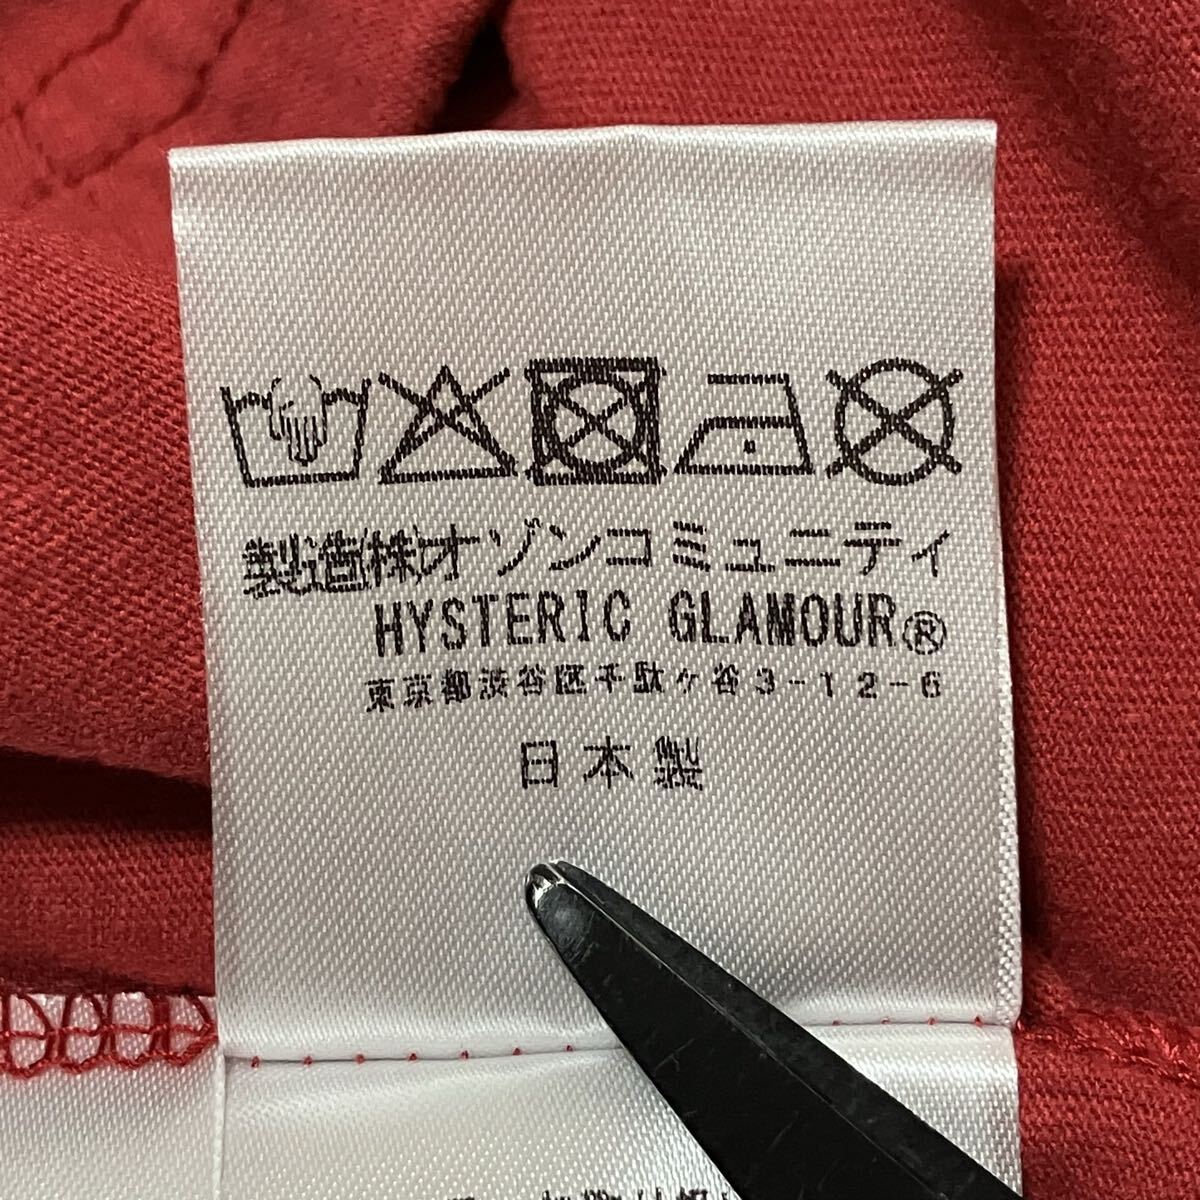 製造(株)オゾンコミュニティ
HYSTERIC GLAMOUR®
東京都渋谷区千駄ヶ谷3-12-6
日本製